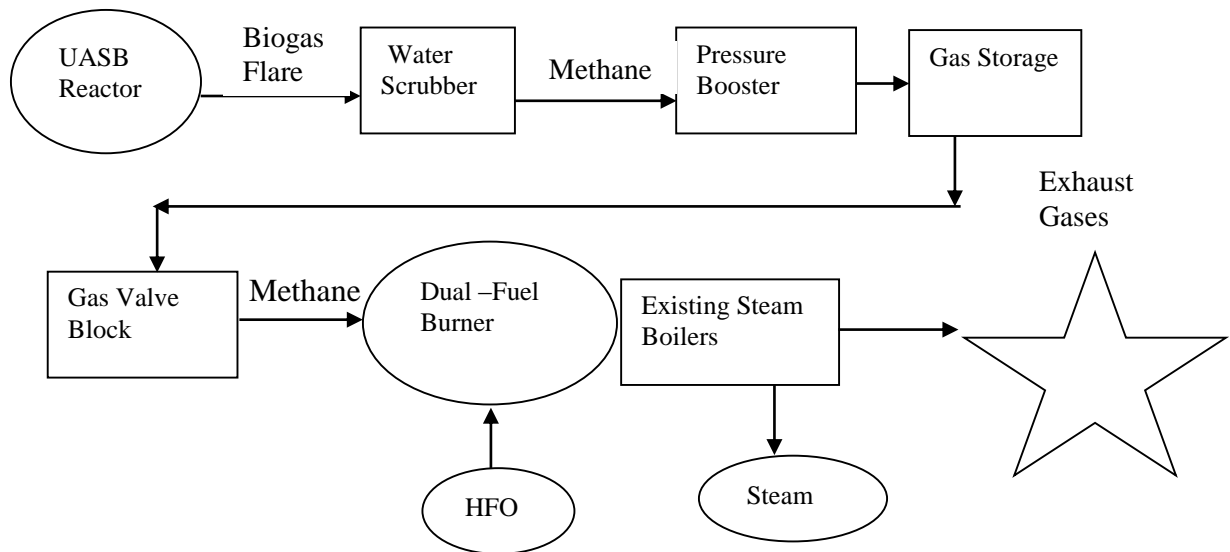 UASB
Reactor
Biogas
Flare
Water
Scrubber
Methane
Pressure
Booster
Gas Storage
Exhaust
Gases
Gas Valve
Block
Methane
Dual –Fuel
Burner
Existing Steam
Boilers
HFO
Steam